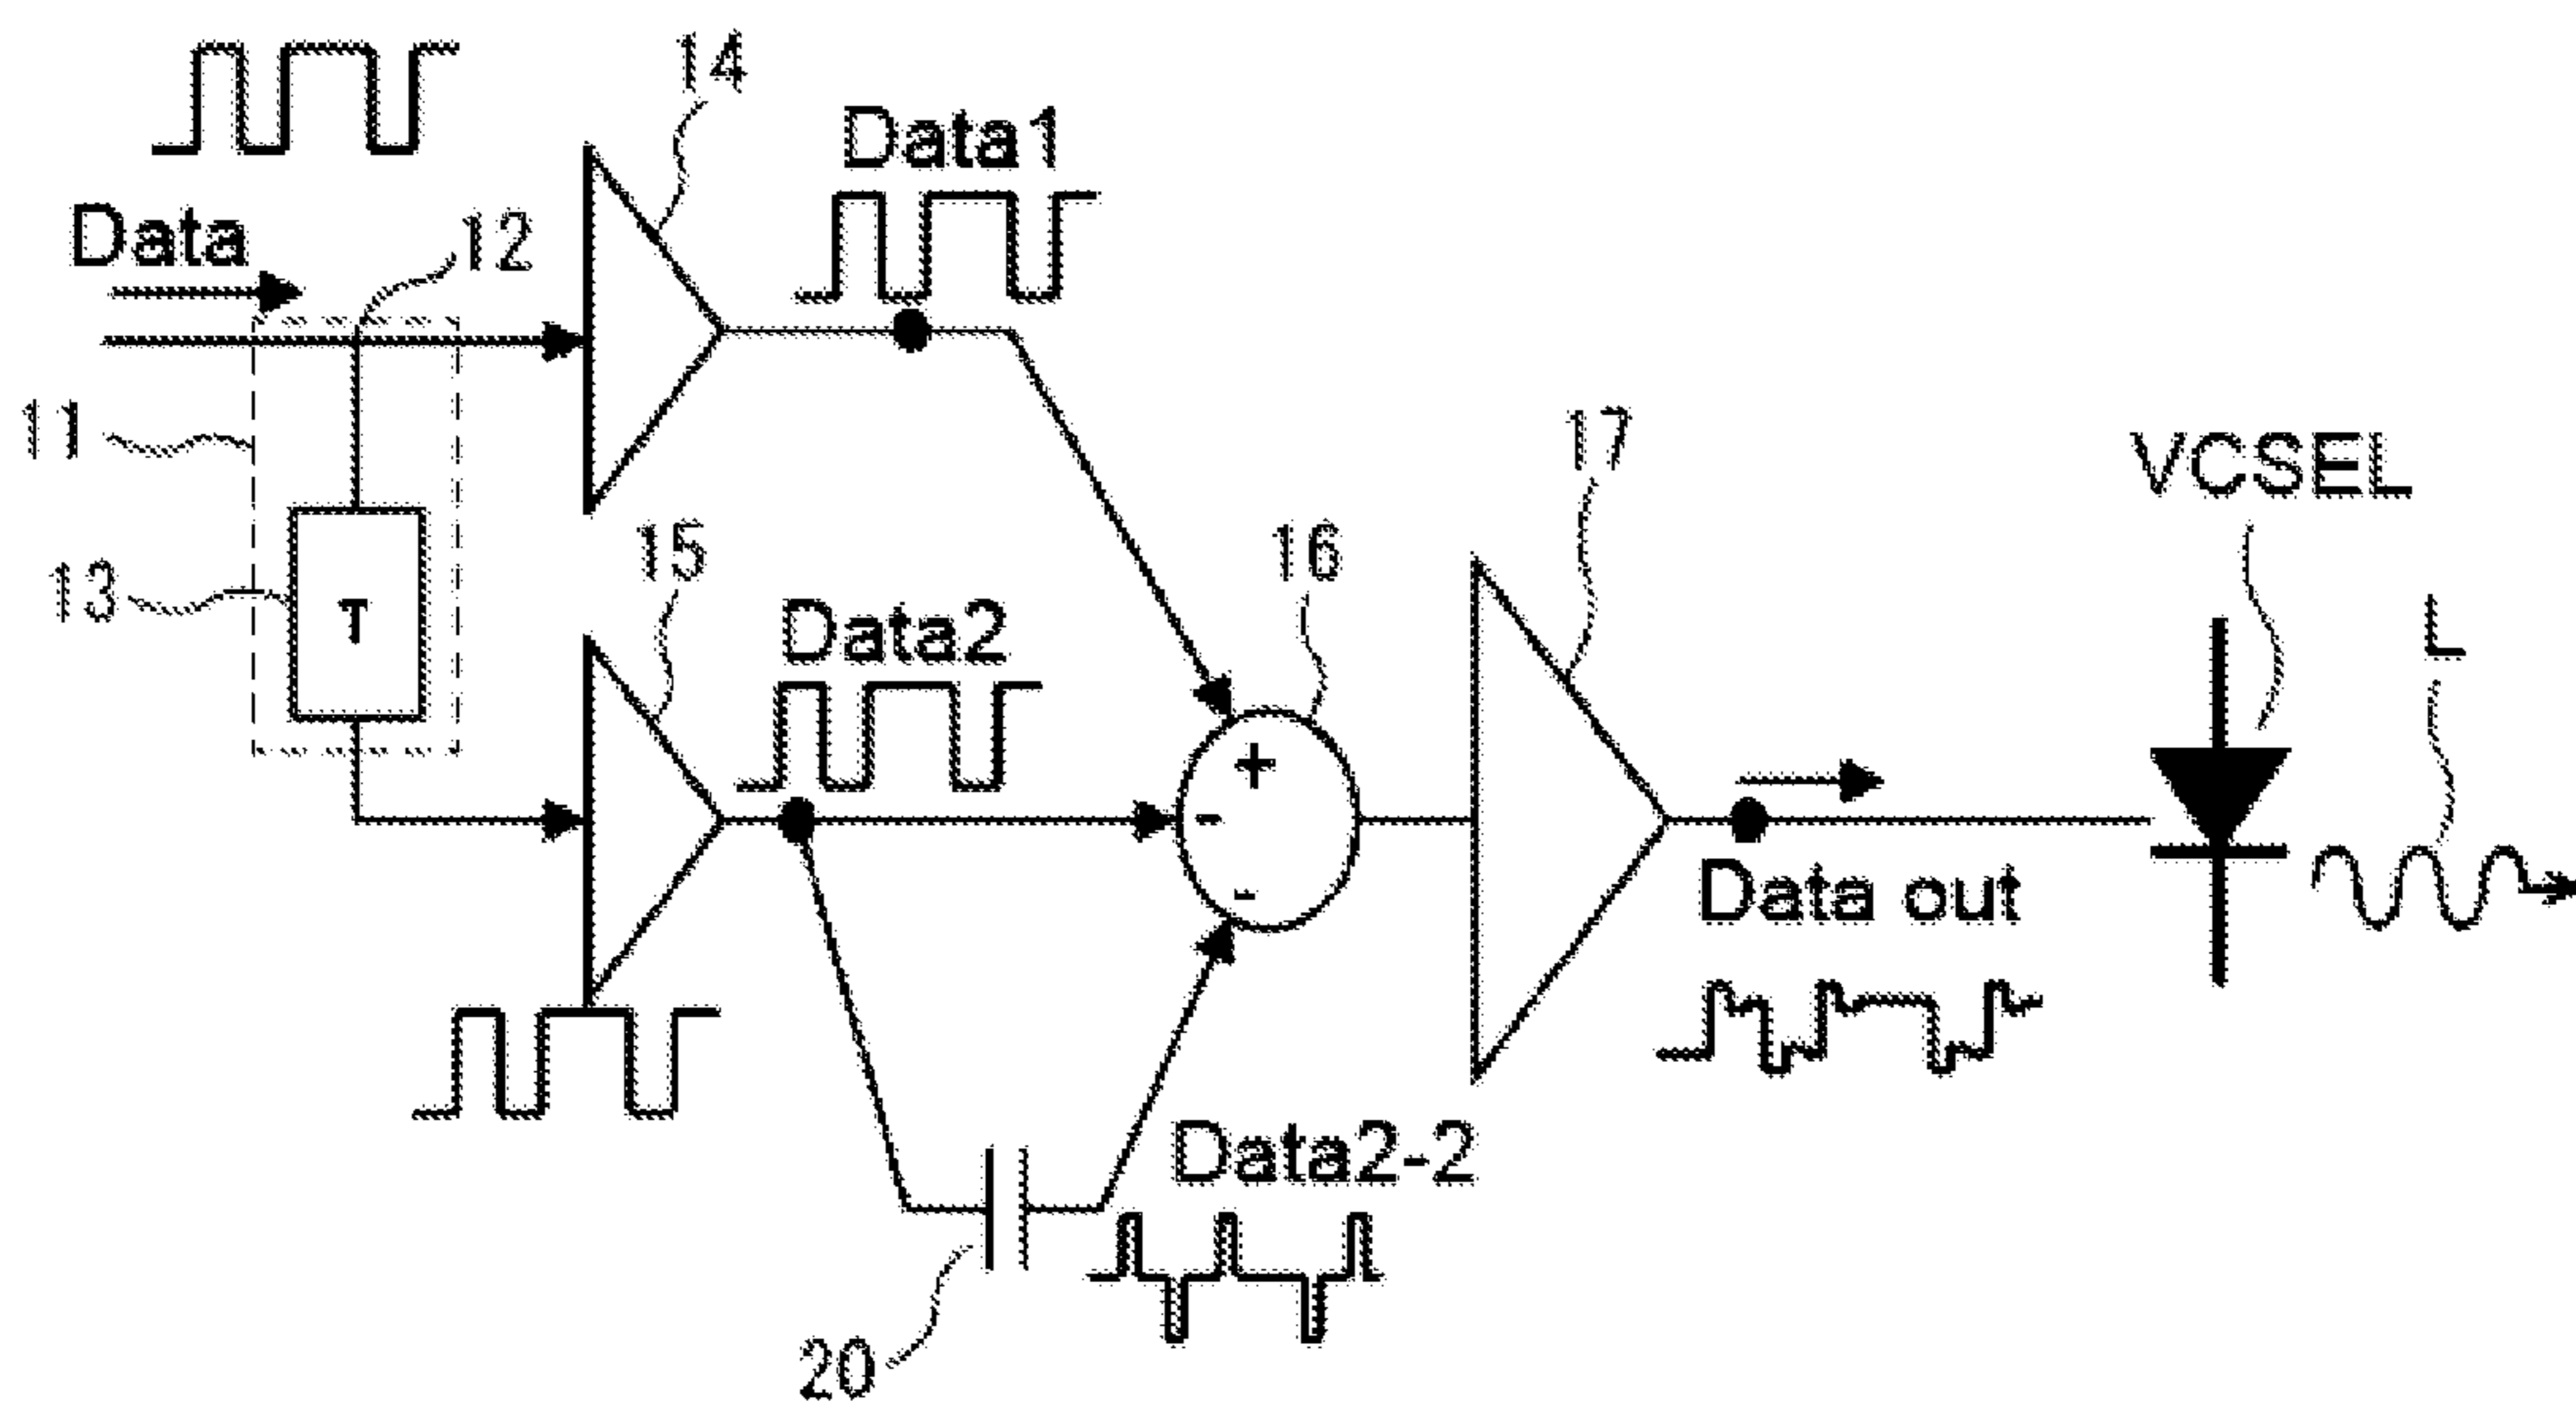 14
Data1
Data
12
11
17
VCSEL
15
16
13
T
Data2
L
+
-
-
Data out
Data2-2
20